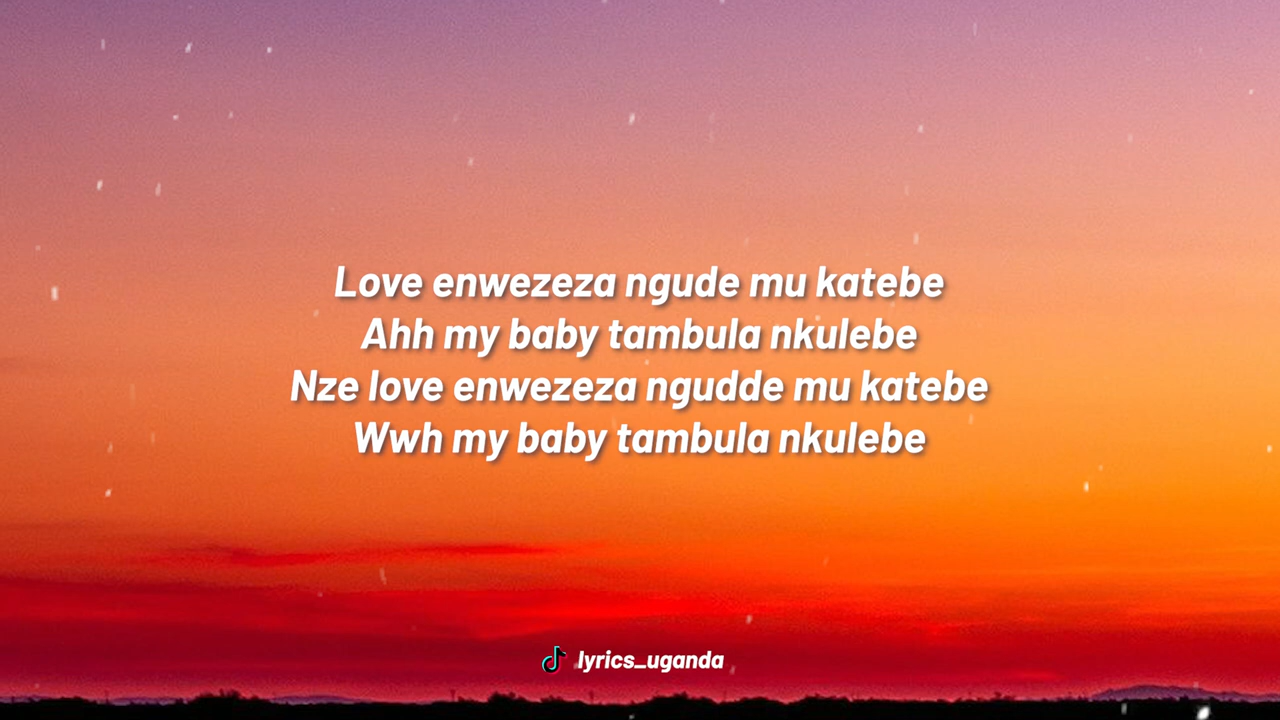 Love enwezeza ngude mu katebe
Ahh my baby tambula nkulebe
Nze love enwezeza ngudde mu katebe
Wwh my baby tambula nkulebe
lyrics_uganda